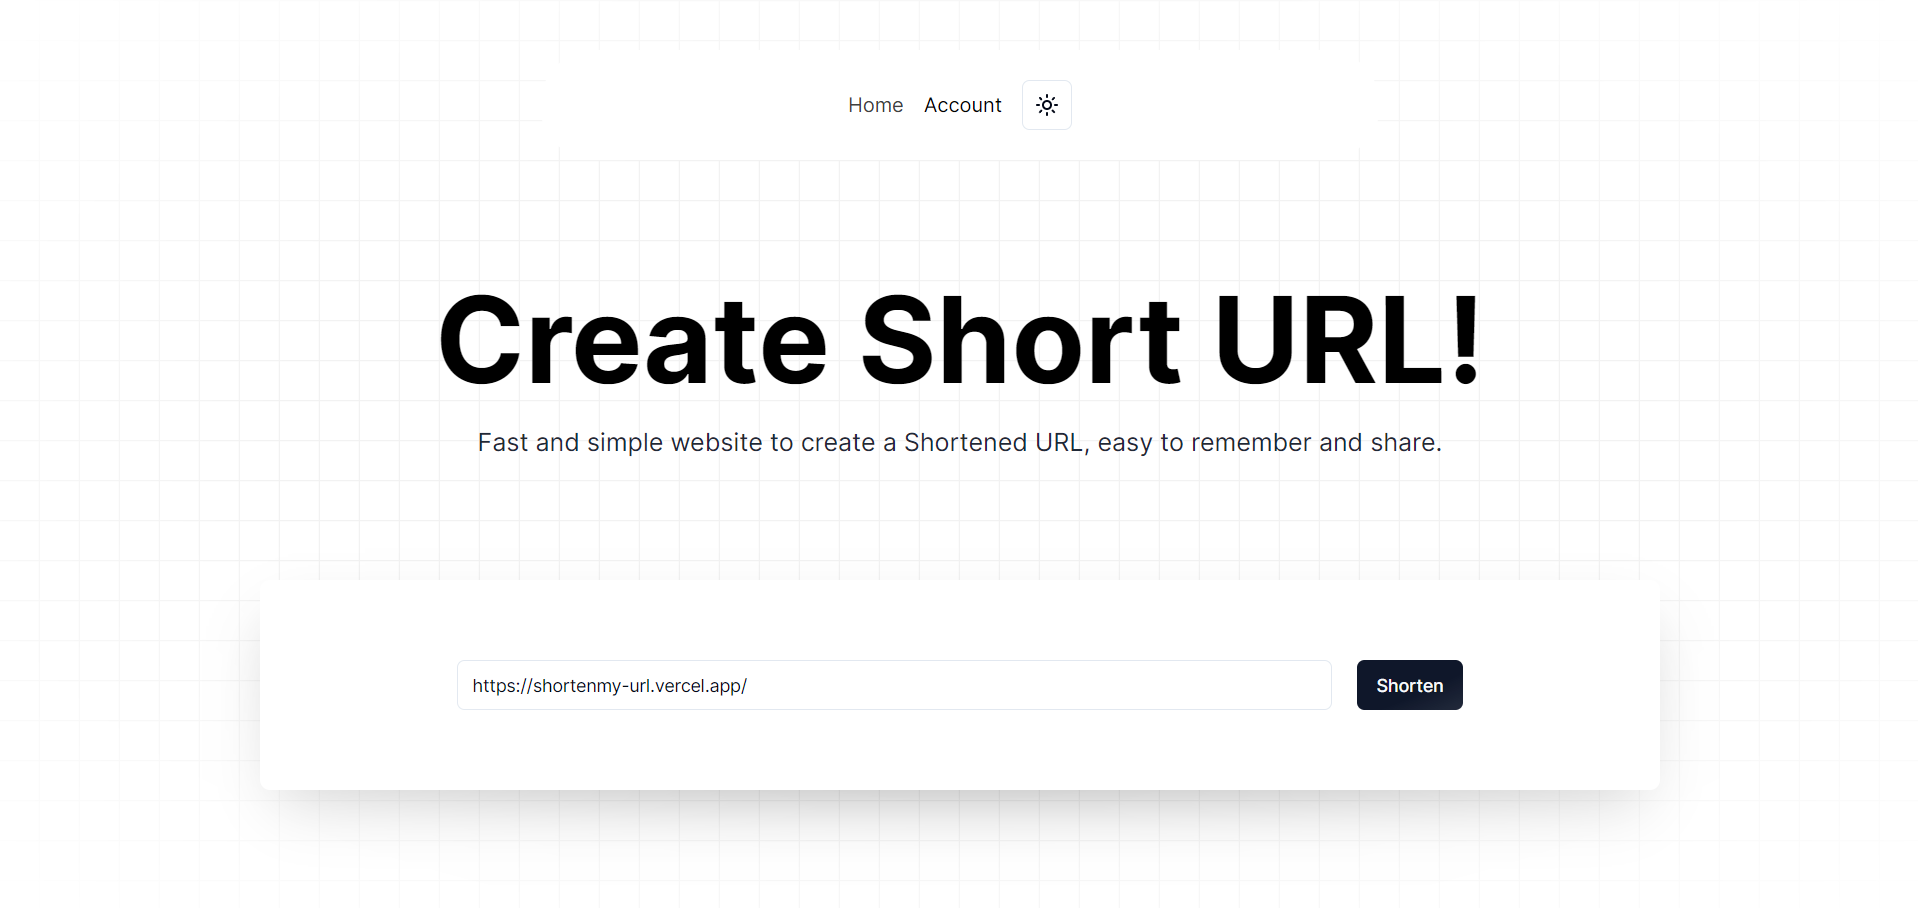 Home Account
Create Short URL!
Fast and simple website to create a Shortened URL, easy to remember and share.
https://shortenmy-url.vercel.app/ Shorten